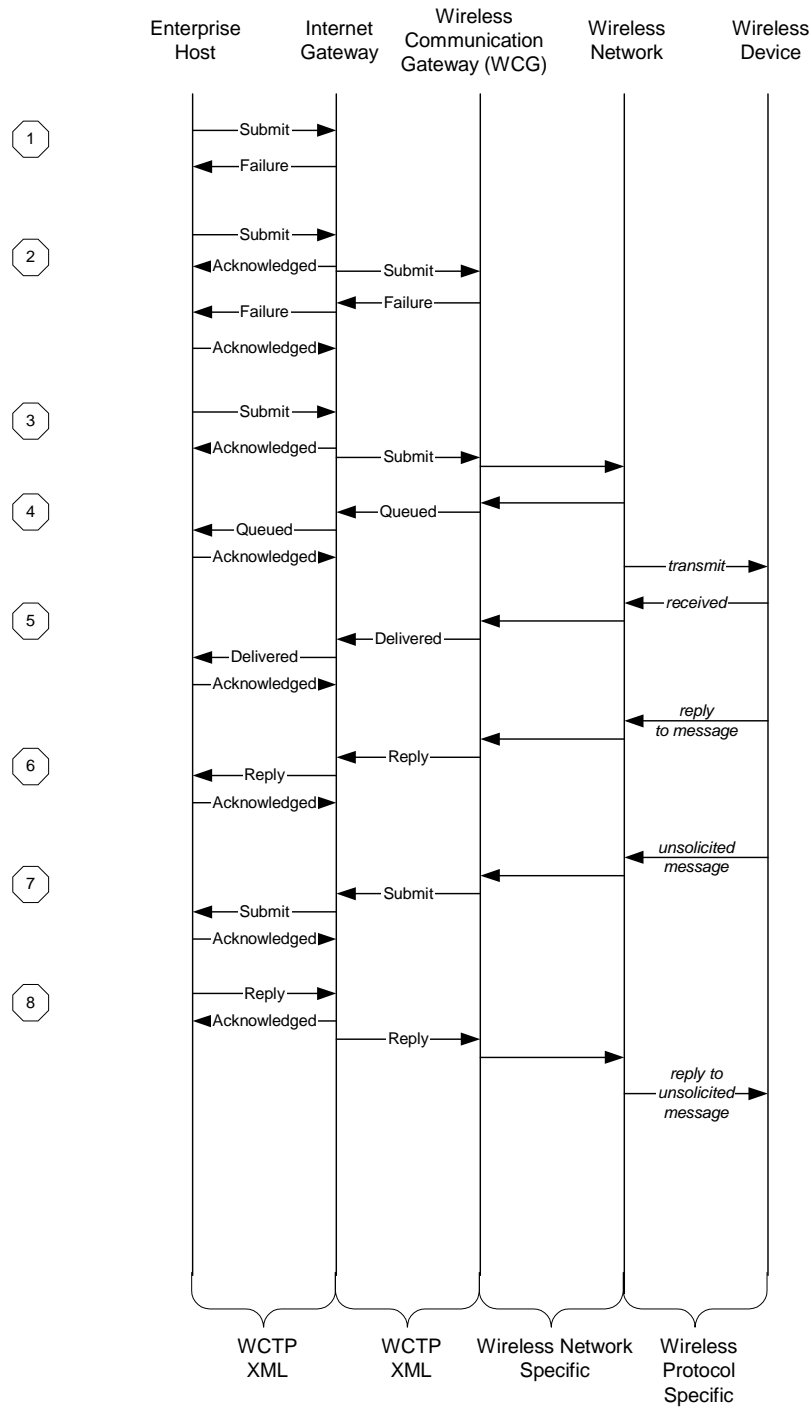 Enterprise
Host
Internet
Gateway
Wireless
Communication
Gateway (WCG)
Wireless
Network
Wireless
Device
1
Submit
Failure
2
Submit
Acknowledged
Submit
Failure
Failure
Acknowledged
3
Submit
Acknowledged
Submit
4
Queued
Queued
Acknowledged
transmit
received
5
Delivered
Delivered
Acknowledged
reply
to message
6
Reply
Reply
Acknowledged
unsolicited
message
7
Submit
Submit
Acknowledged
8
Reply
Acknowledged
Reply
reply to
unsolicited
message
WCTP
XML
WCTP
XML
Wireless Network
Specific
Wireless
Protocol
Specific